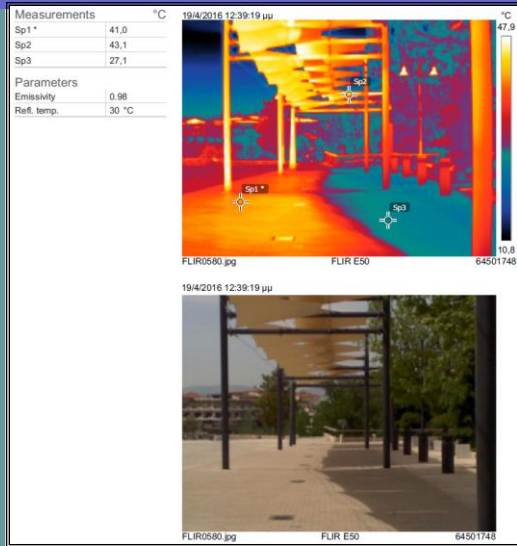 Measurements °C
Sp1 * 41,0
Sp2 43,1
Sp3 27,1
Parameters
Emissivity 0.98
Refl. temp. 30 °C
19/4/2016 12:39:19 μμ
°C
47,9
Sp2
Sp1 *
Sp3
10,8
FLIR0580.jpg FLIR E50 64501748
19/4/2016 12:39:19 μμ
FLIR0580.jpg FLIR E50 64501748